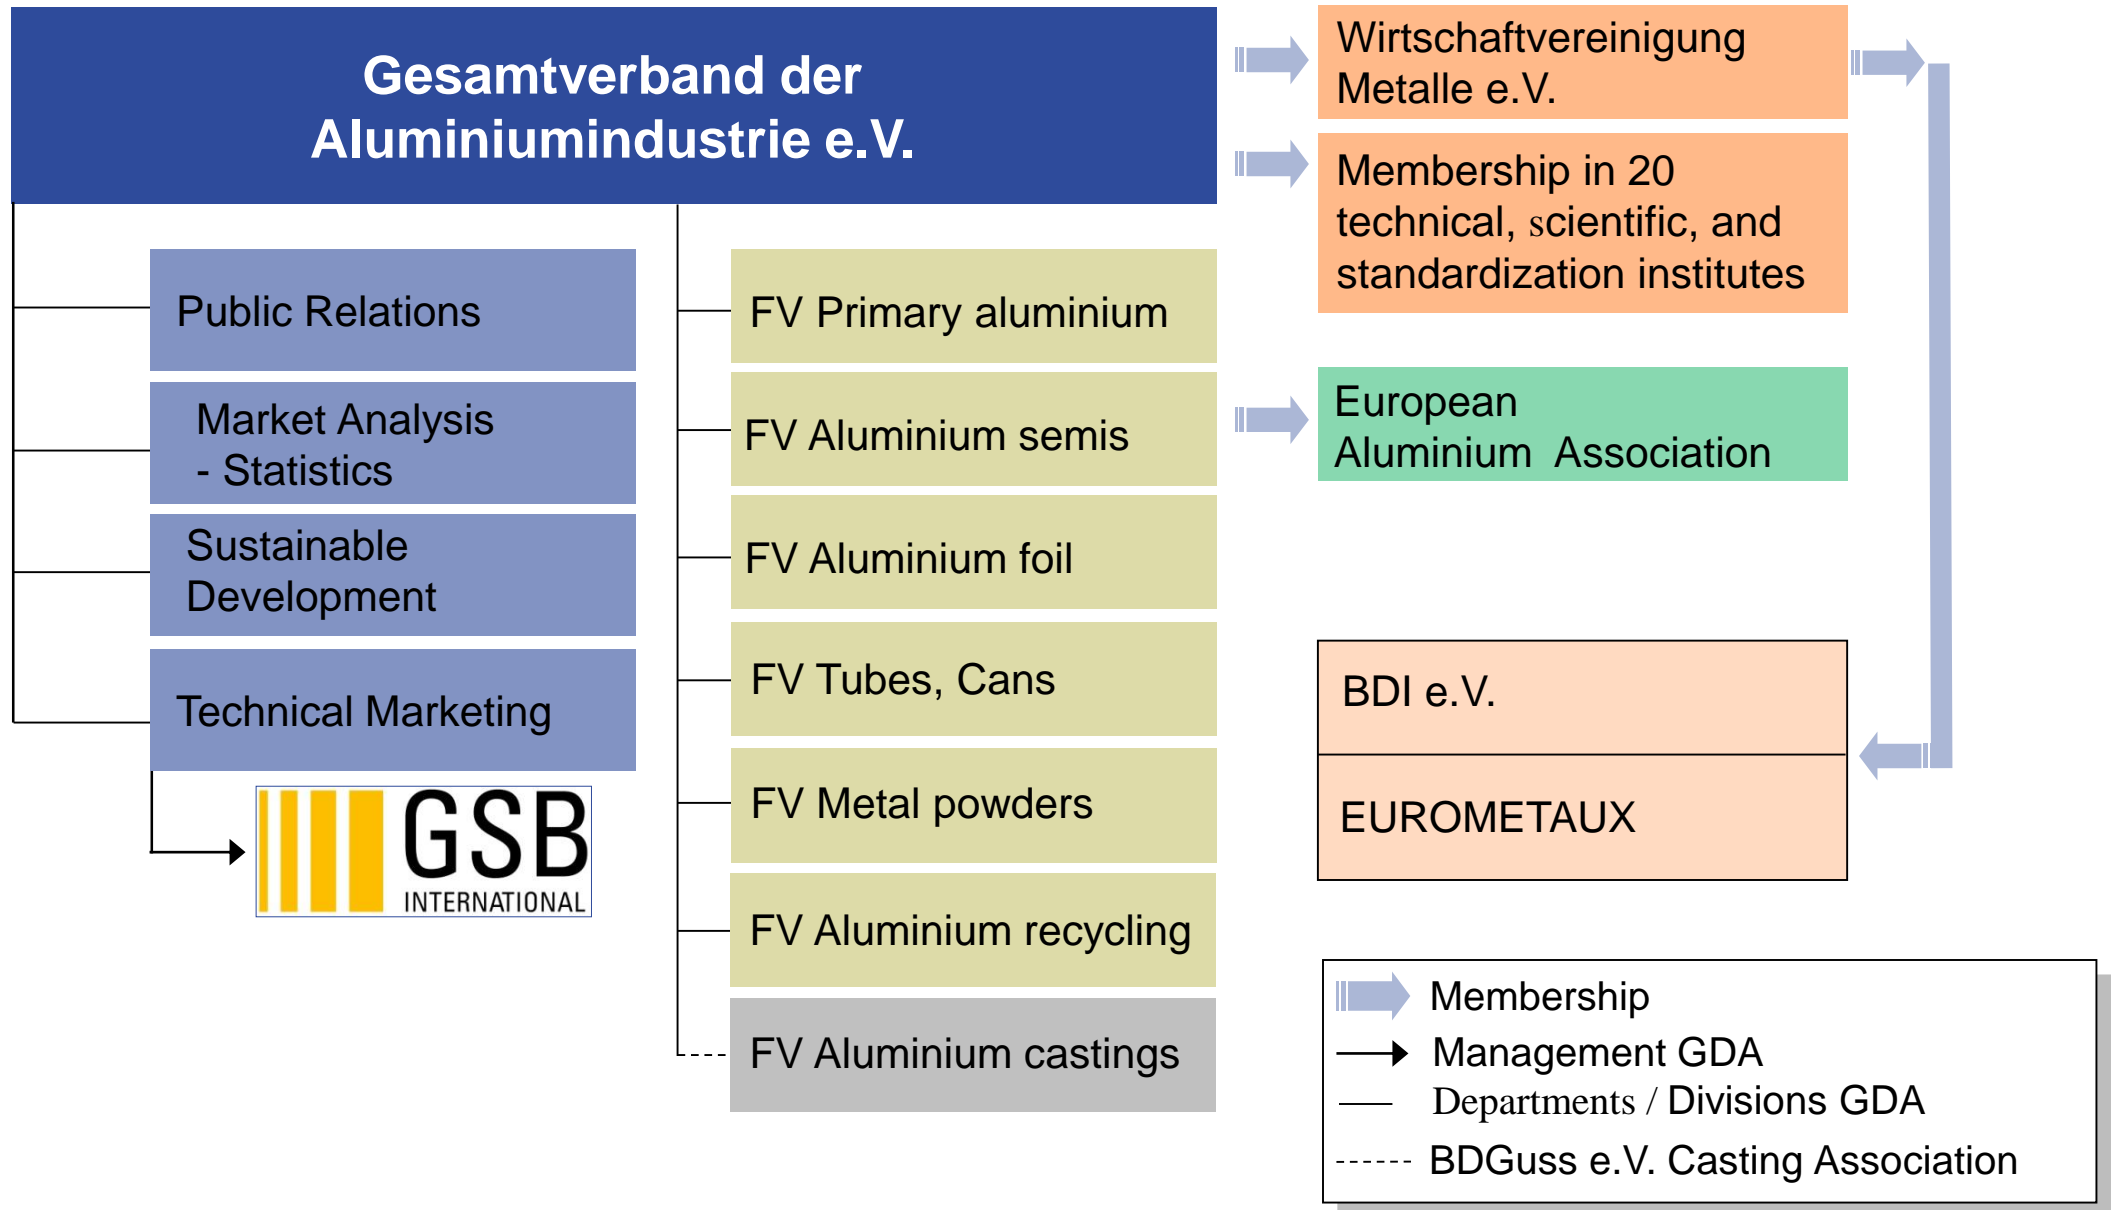 Gesamtverband der
Aluminiumindustrie e.V.
Public Relations
Market Analysis
- Statistics
Sustainable
Development
Technical Marketing
GSB
INTERNATIONAL
FV Primary aluminium
FV Aluminium semis
FV Aluminium foil
FV Tubes, Cans
FV Metal powders
FV Aluminium recycling
FV Aluminium castings
Wirtschaftvereinigung
Metalle e.V.
Membership in 20
technical, scientific, and
standardization institutes
European
Aluminium Association
BDI e.V.
EUROMETAUX
Membership
Management GDA
Departments / Divisions GDA
BDGuss e.V. Casting Association